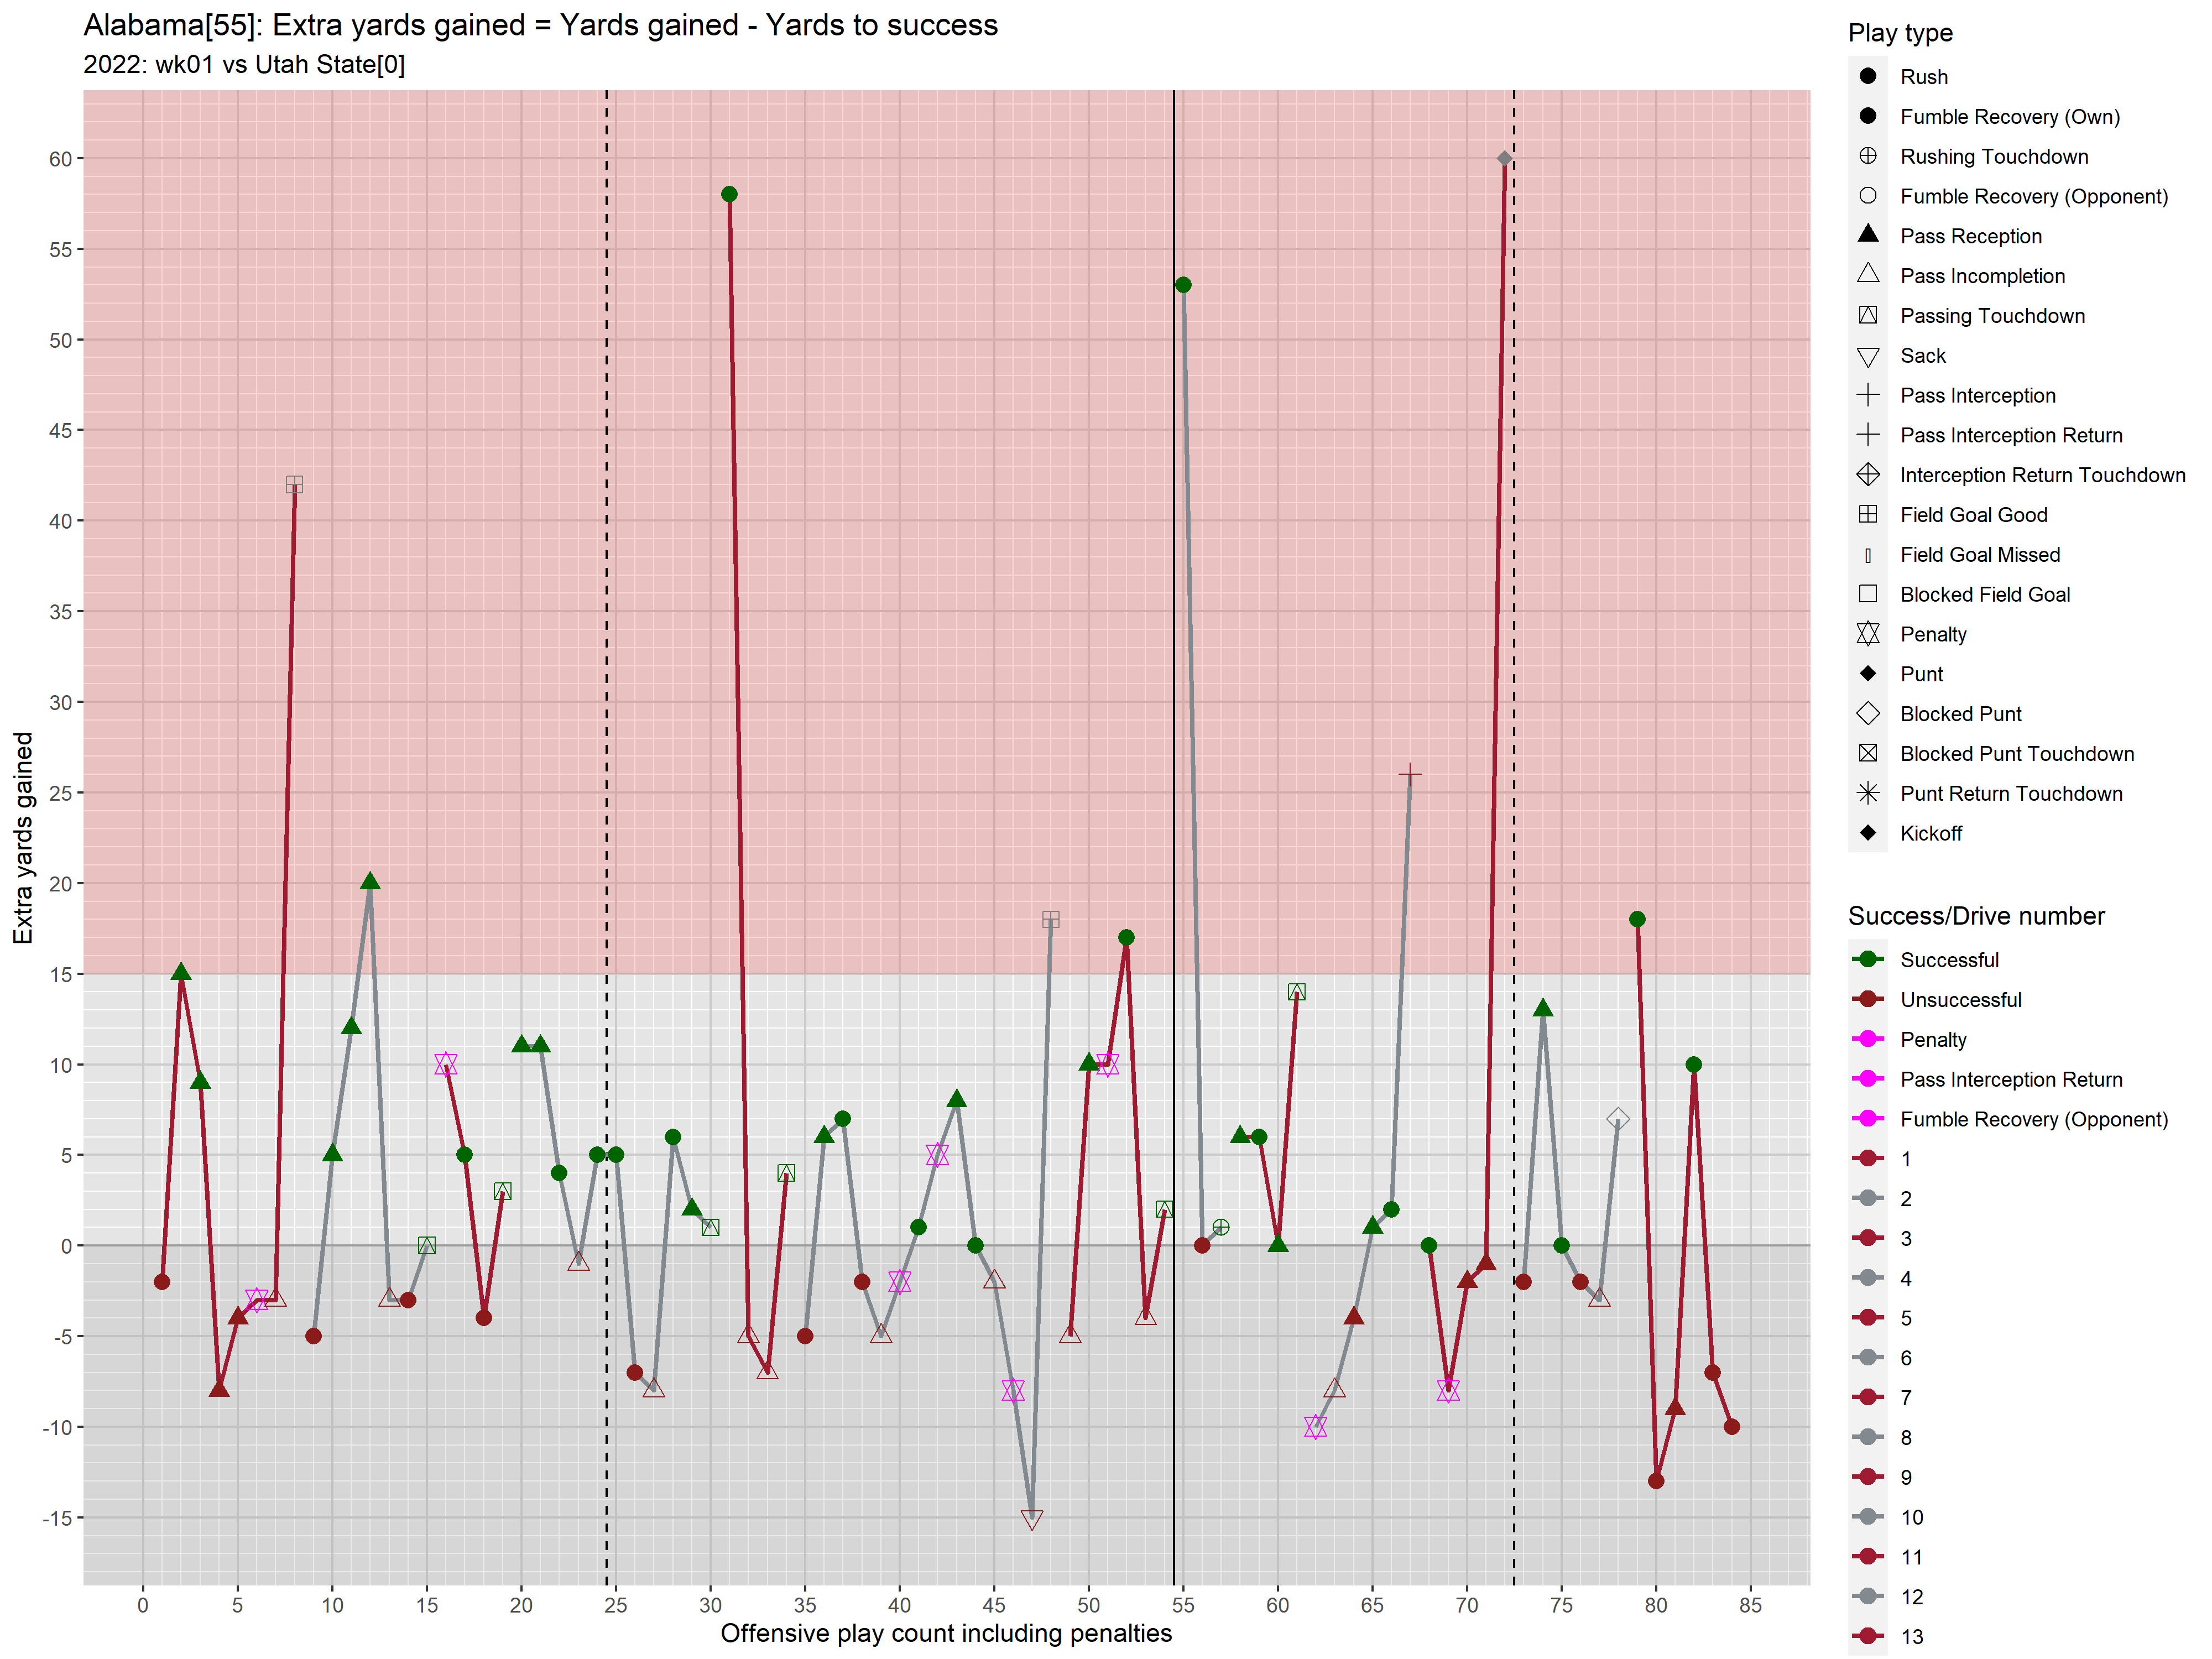 Alabama[55]: Extra yards gained = Yards gained - Yards to success
2022: wk01 vs Utah State[0]
Extra yards gained
60
55
50
45
40
35
30
25
20
15
10
5
0
-5
-10
-15
0 5 10 15 20 25 30 35 40 45 50 55 60 65 70 75 80 85
Offensive play count including penalties
Play type
Rush
Fumble Recovery (Own)
Rushing Touchdown
Fumble Recovery (Opponent)
Pass Reception
Pass Incompletion
Passing Touchdown
Sack
Pass Interception
Pass Interception Return
Interception Return Touchdown
Field Goal Good
Field Goal Missed
Blocked Field Goal
Penalty
Punt
Blocked Punt
Blocked Punt Touchdown
Punt Return Touchdown
Kickoff
Success/Drive number
Successful
Unsuccessful
Penalty
Pass Interception Return
Fumble Recovery (Opponent)
1
2
3
4
5
6
7
8
9
10
11
12
13